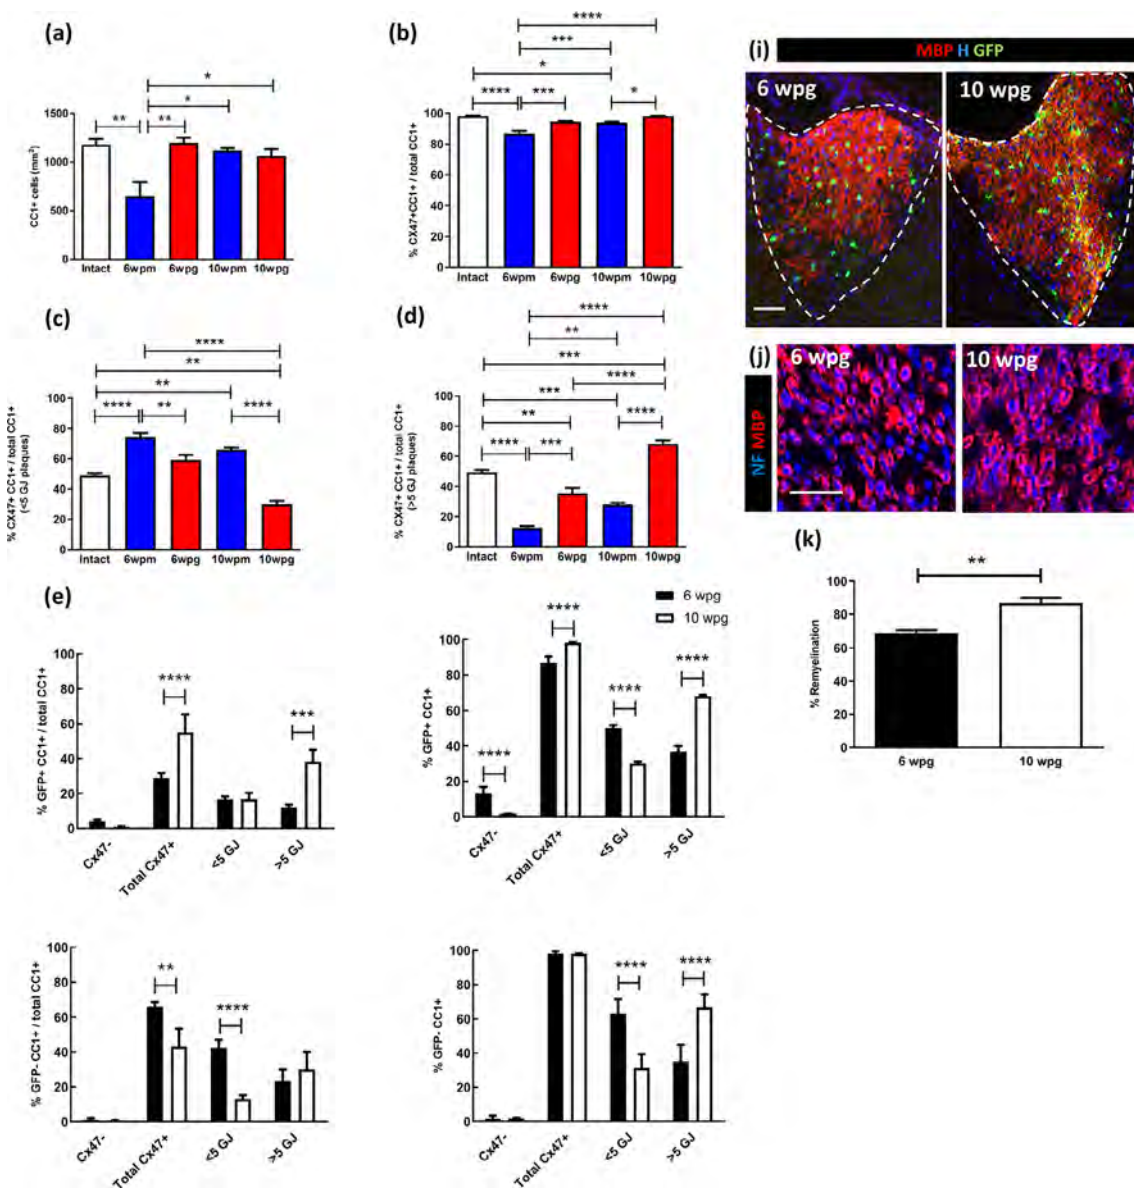 (a)
**
**
*
*
CC1+ cells (mm²)
1500
1000
500
0
Intact 6wpm 6wpg 10wpm 10wpg
(b)
****
***
*
**** *** *
% CX47+CC1+ / total CC1+
100
80
60
40
20
0
Intact 6wpm 6wpg 10wpm 10wpg
(c)
****
**
**
**** ** ****
% CX47+ CC1+ / total CC1+
(<5 GJ plaques)
100
80
60
40
20
0
Intact 6wpm 6wpg 10wpm 10wpg
(d)
****
**
***
*** ****
** ****
**** ***
% CX47+ CC1+ / total CC1+
(>5 GJ plaques)
100
80
60
40
20
0
Intact 6wpm 6wpg 10wpm 10wpg
(e)
% GFP+ CC1+ / total CC1+
100
80
60
40
20
0
**** ***
Cx47- Total Cx47+ <5 GJ >5 GJ
6 wpg
10 wpg
% GFP+ CC1+
100
80
60
40
20
0
**** **** **** ****
Cx47- Total Cx47+ <5 GJ >5 GJ
% GFP- CC1+ / total CC1+
100
80
60
40
20
0
** ****
Cx47- Total Cx47+ <5 GJ >5 GJ
% GFP- CC1+
100
80
60
40
20
0
**** ****
Cx47- Total Cx47+ <5 GJ >5 GJ
(i)
MBP H GFP
6 wpg
10 wpg
(j)
NF MBP
6 wpg
10 wpg
(k)
**
% Remyelination
100
80
60
40
20
0
6 wpg 10 wpg